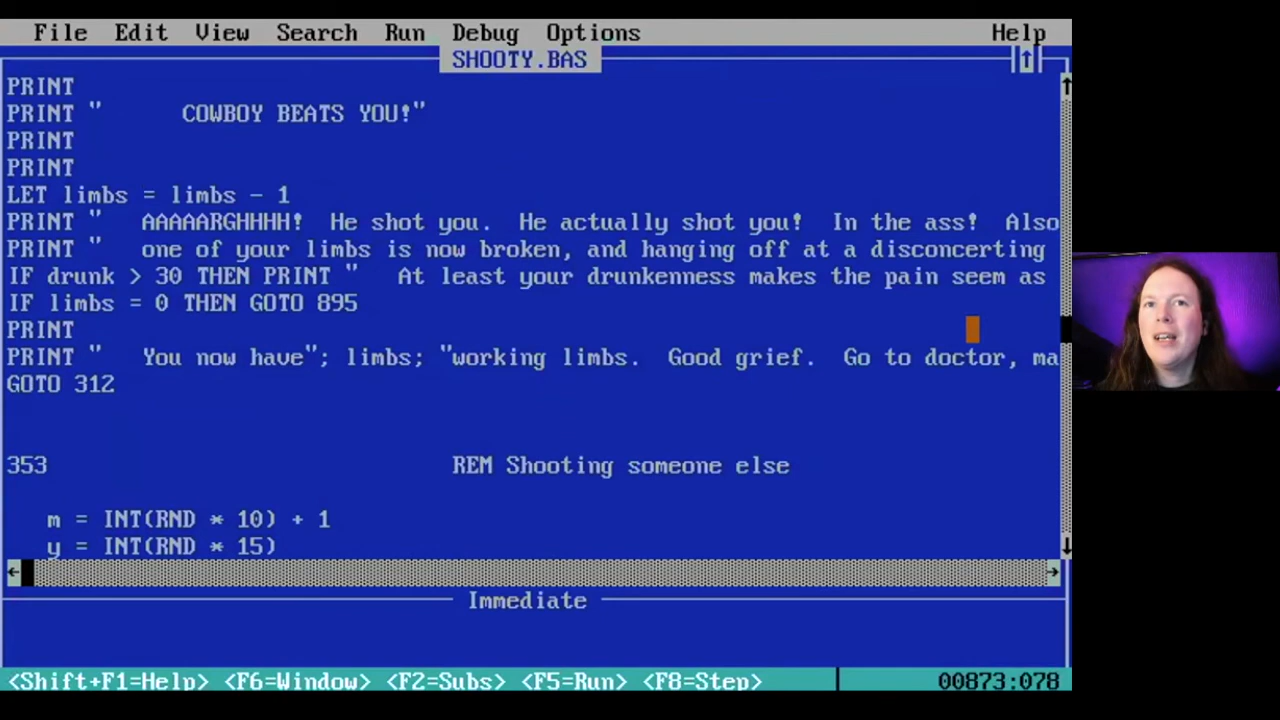 File Edit View Search Run Debug Options Help
SHOOTY.BAS
PRINT
PRINT "      COWBOY BEATS YOU!"
PRINT
PRINT
LET limbs = limbs - 1
PRINT "   AAAAARGHHHH!  He shot you.  He actually shot you!  In the ass!  Also
PRINT "   one of your limbs is now broken, and hanging off at a disconcerting
IF drunk > 30 THEN PRINT "   At least your drunkenness makes the pain seem as
IF limbs = 0 THEN GOTO 895
PRINT
PRINT "   You now have"; limbs; "working limbs.  Good grief.  Go to doctor, ma
GOTO 312
353 REM Shooting someone else
m = INT(RND * 10) + 1
y = INT(RND * 15)
Immediate
<Shift+F1=Help> <F6=Window> <F2=Subs> <F5=Run> <F8=Step> 00873:078